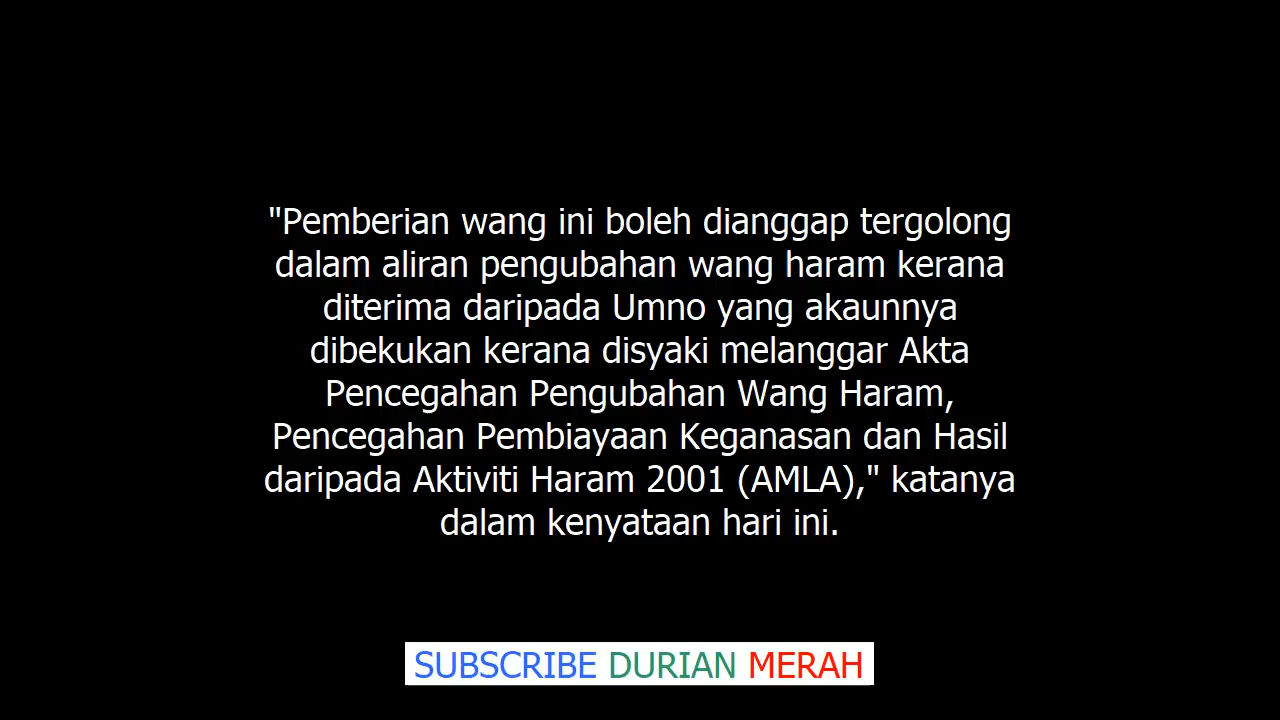 "Pemberian wang ini boleh dianggap tergolong
dalam aliran pengubahan wang haram kerana
diterima daripada Umno yang akaunnya
dibekukan kerana disyaki melanggar Akta
Pencegahan Pengubahan Wang Haram,
Pencegahan Pembiayaan Keganasan dan Hasil
daripada Aktiviti Haram 2001 (AMLA)," katanya
dalam kenyataan hari ini.
SUBSCRIBE DURIAN MERAH